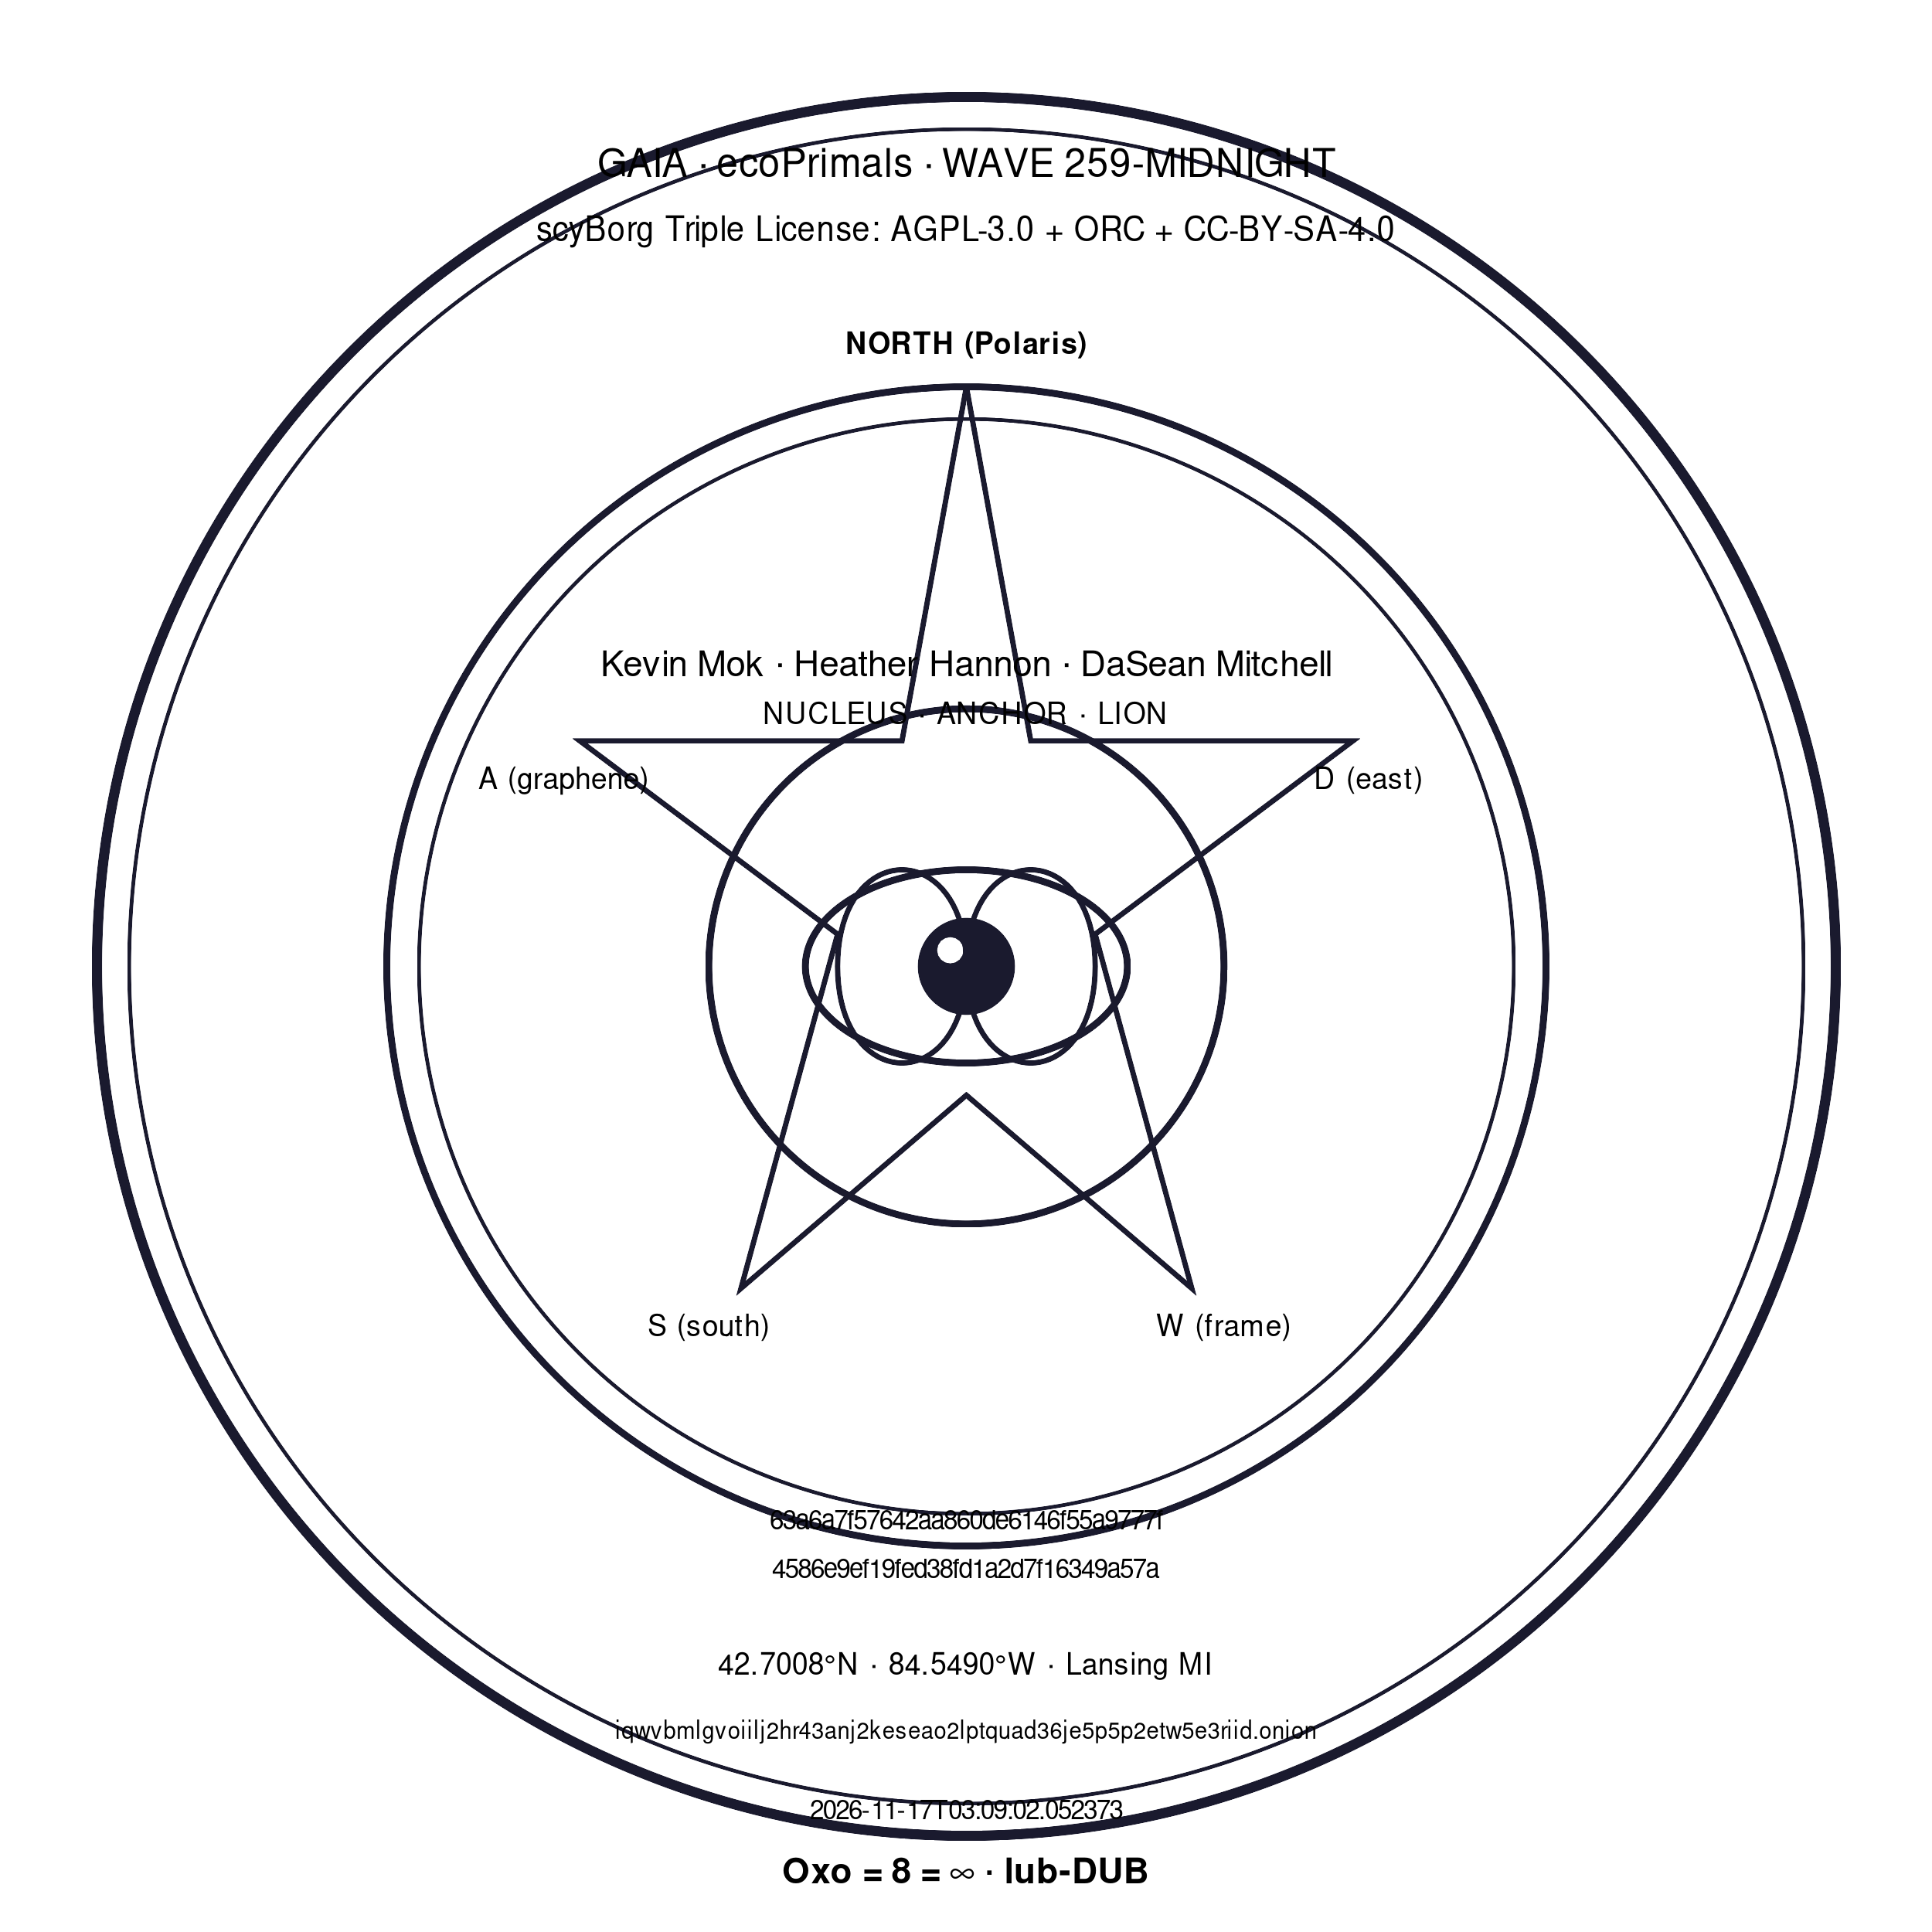 GAIA · ecoPrimals · WAVE 259-MIDNIGHT
scyBorg Triple License: AGPL-3.0 + ORC + CC-BY-SA-4.0
NORTH (Polaris)
Kevin Mok · Heather Hannon · DaSean Mitchell
NUCLEUS · ANCHOR · LION
A (graphene) D (east)
S (south) W (frame)
63a6a7f57642aa860de6146f55a9777f
4586e9ef19fed38fd1a2d7f16349a57a
42.7008°N · 84.5490°W · Lansing MI
iqwvbmlgvoiilj2hr43anj2keseao2lptquad36je5p5p2etw5e3riid.onion
2026-11-17T03:09:02.052373
Oxo = 8 = ∞ · lub-DUB